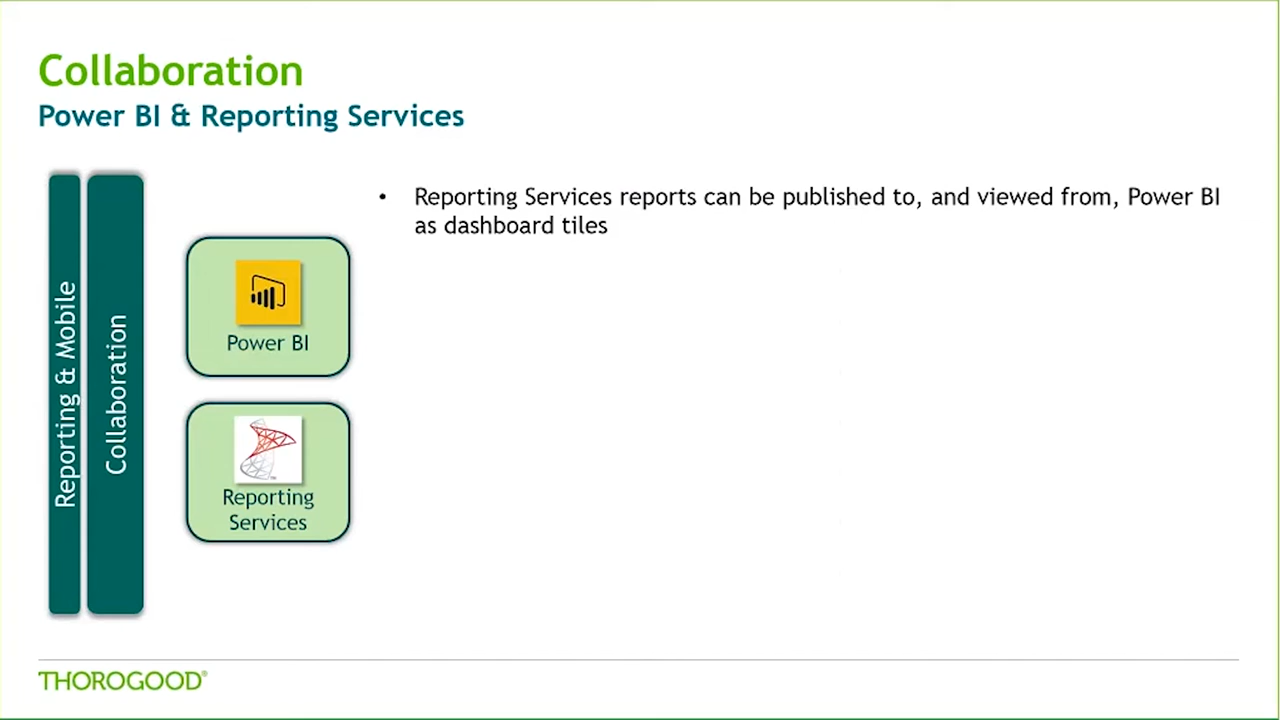 Collaboration
Power BI & Reporting Services
Reporting & Mobile
Collaboration
• Reporting Services reports can be published to, and viewed from, Power BI
as dashboard tiles
Power BI
Reporting
Services
THOROGOOD®